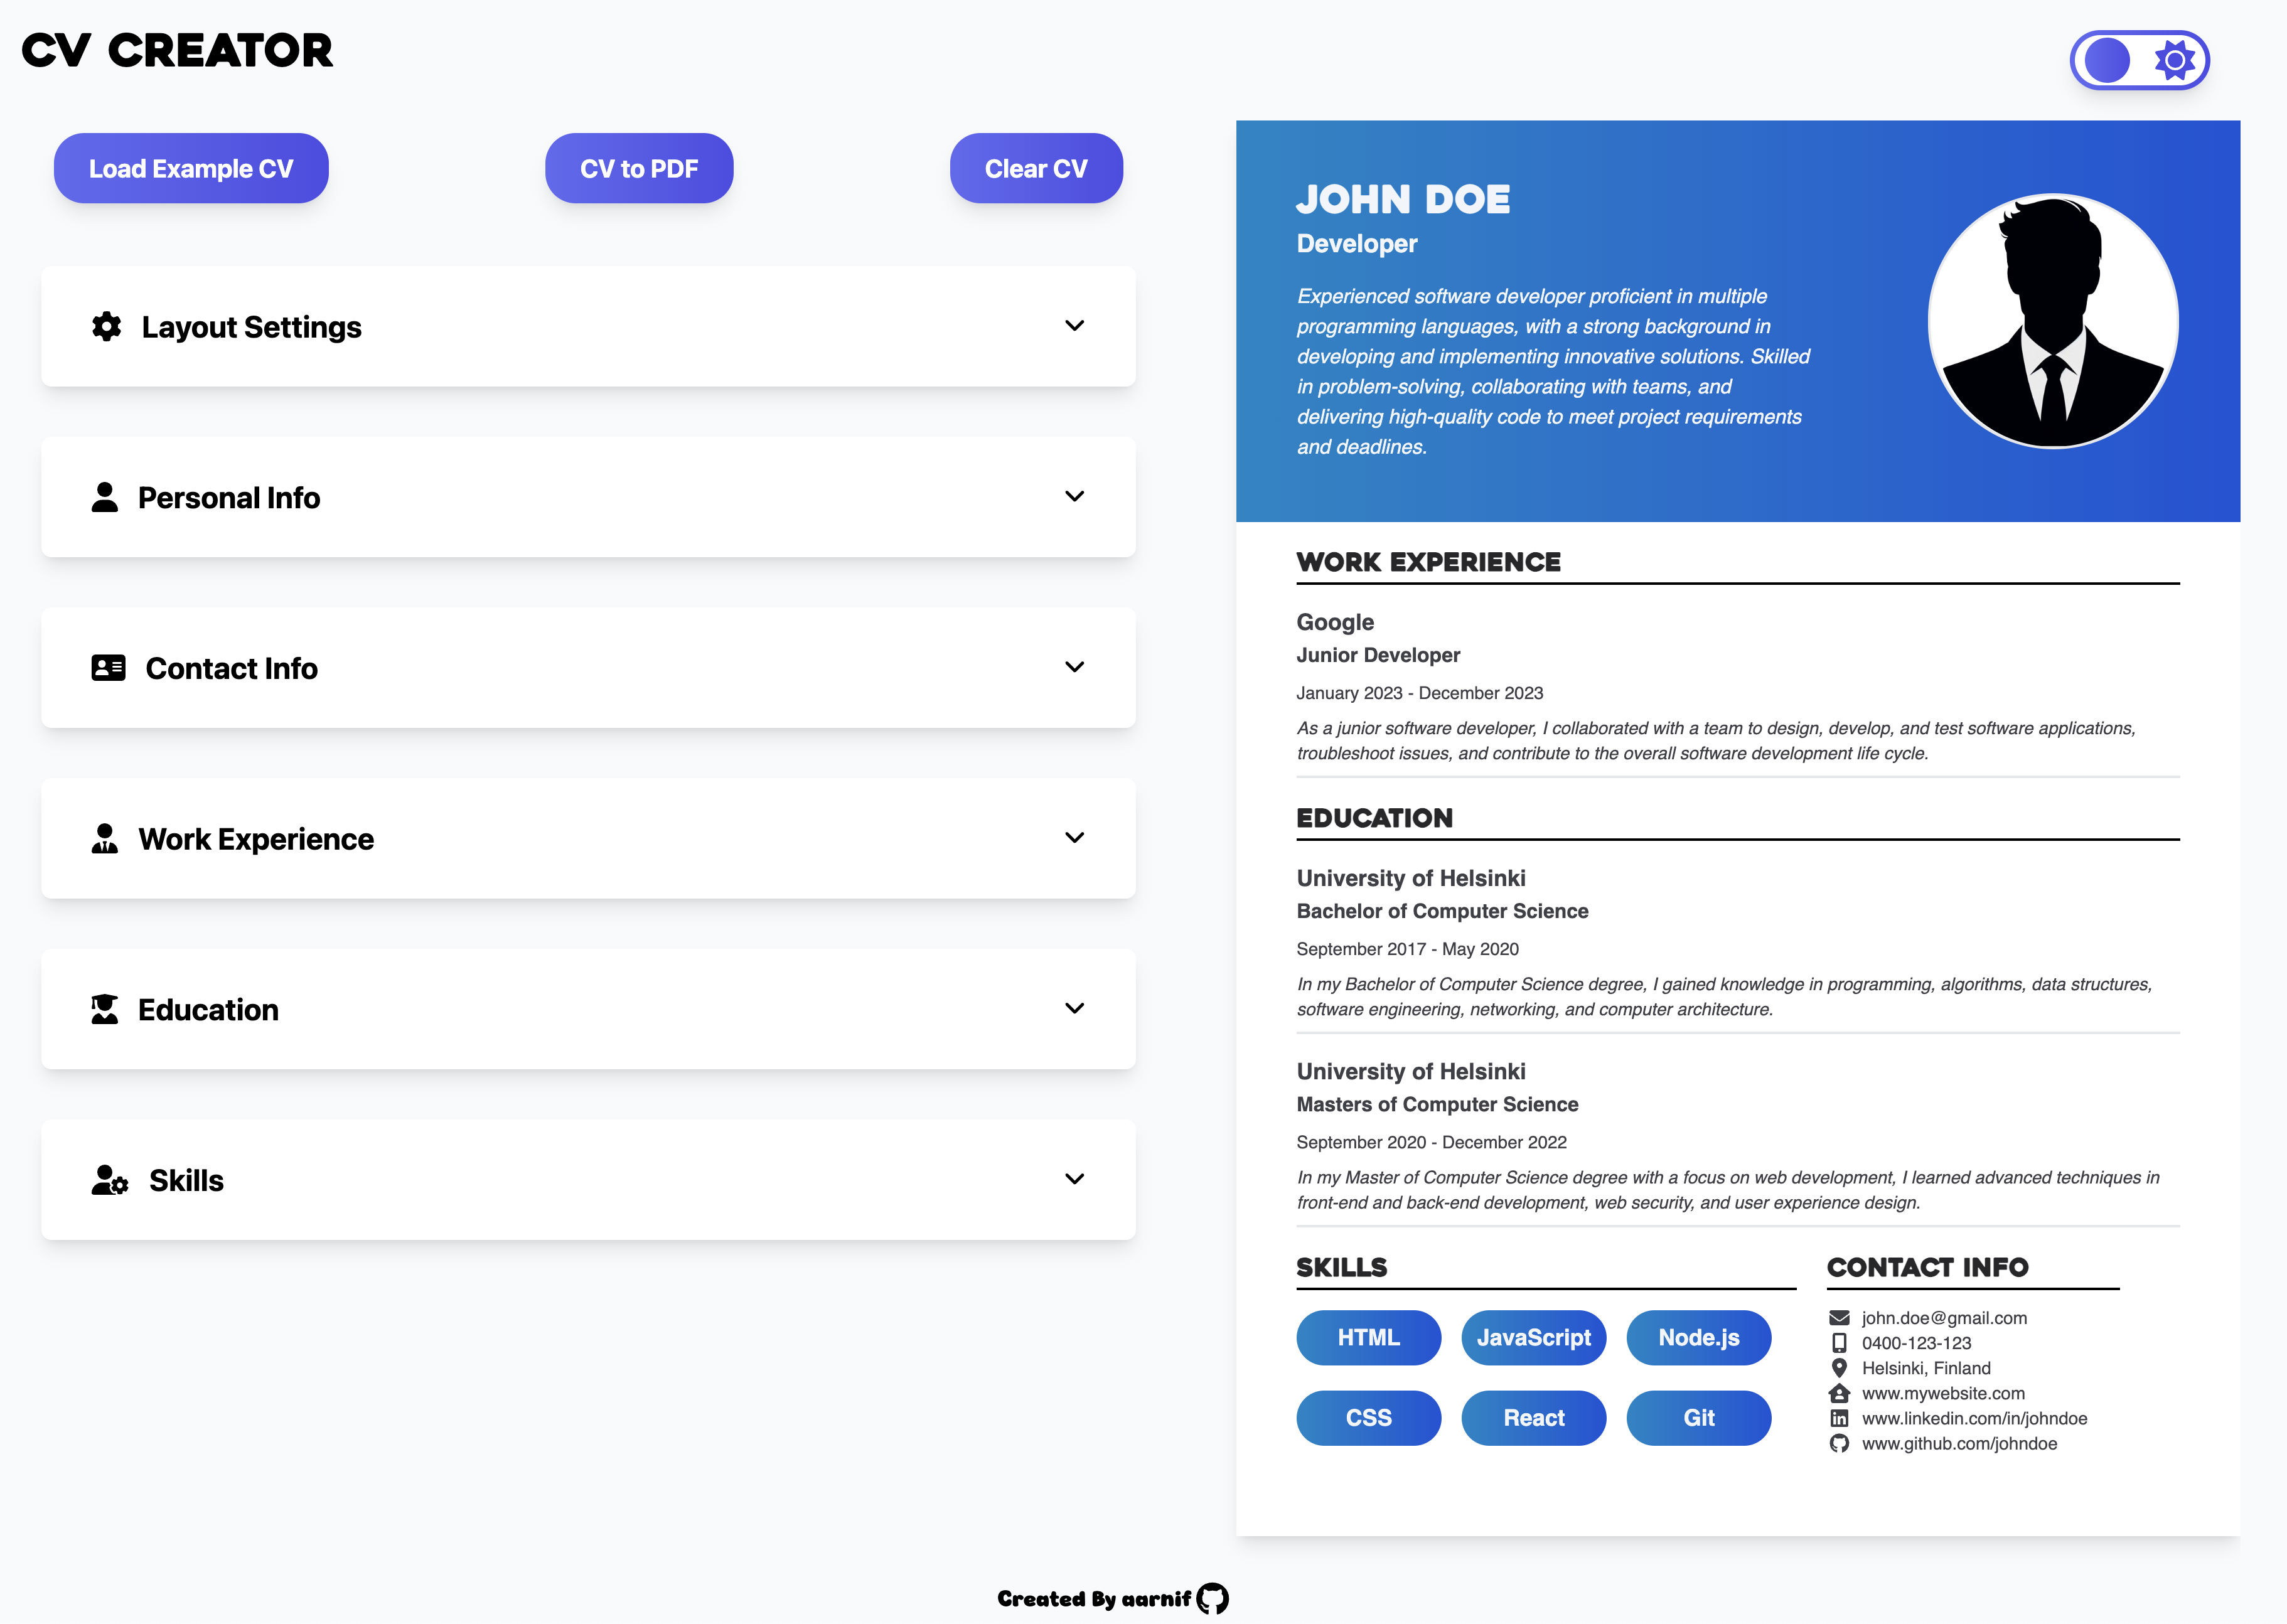 CV CREATOR
Load Example CV
CV to PDF
Clear CV
Layout Settings
Personal Info
Contact Info
Work Experience
Education
Skills
JOHN DOE
Developer
Experienced software developer proficient in multiple
programming languages, with a strong background in
developing and implementing innovative solutions. Skilled
in problem-solving, collaborating with teams, and
delivering high-quality code to meet project requirements
and deadlines.
WORK EXPERIENCE
Google
Junior Developer
January 2023 - December 2023
As a junior software developer, I collaborated with a team to design, develop, and test software applications,
troubleshoot issues, and contribute to the overall software development life cycle.
EDUCATION
University of Helsinki
Bachelor of Computer Science
September 2017 - May 2020
In my Bachelor of Computer Science degree, I gained knowledge in programming, algorithms, data structures,
software engineering, networking, and computer architecture.
University of Helsinki
Masters of Computer Science
September 2020 - December 2022
In my Master of Computer Science degree with a focus on web development, I learned advanced techniques in
front-end and back-end development, web security, and user experience design.
SKILLS
HTML
JavaScript
Node.js
CSS
React
Git
CONTACT INFO
john.doe@gmail.com
0400-123-123
Helsinki, Finland
www.mywebsite.com
www.linkedin.com/in/johndoe
www.github.com/johndoe
Created By aarnif